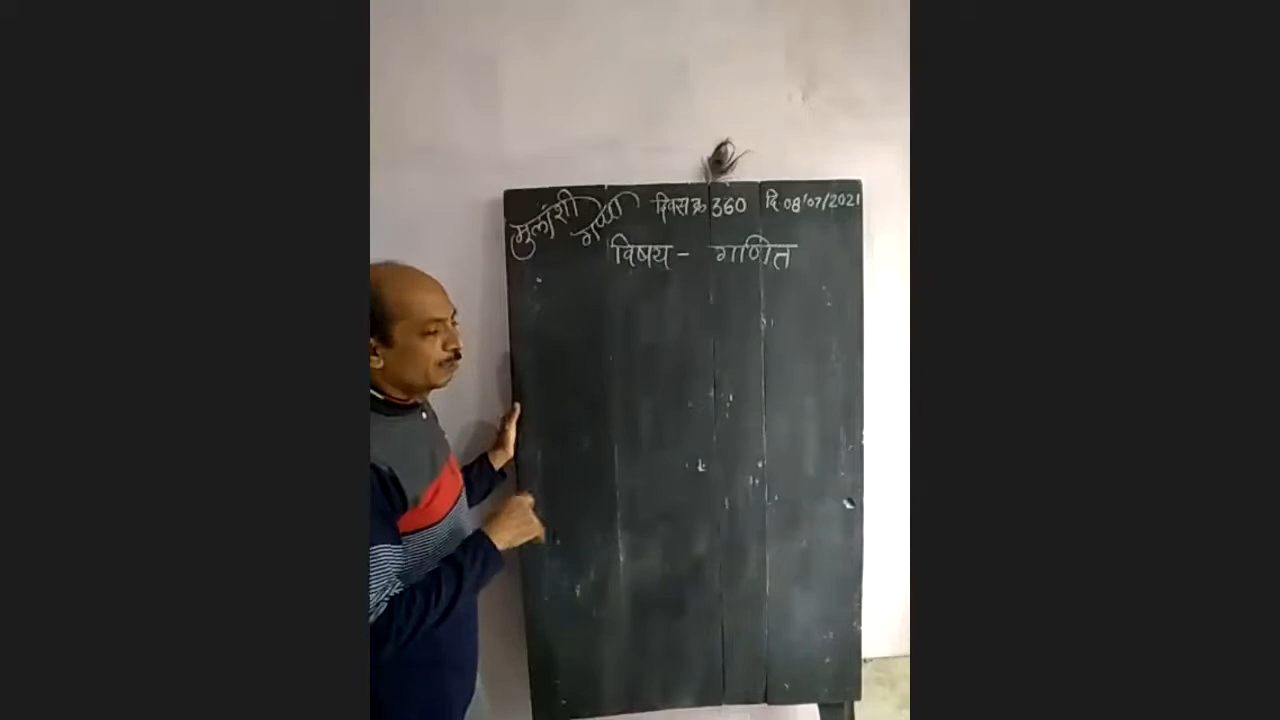 मुलांशी गप्पा दिवस क्र 360 दि 08/07/2021
विषय - गणित